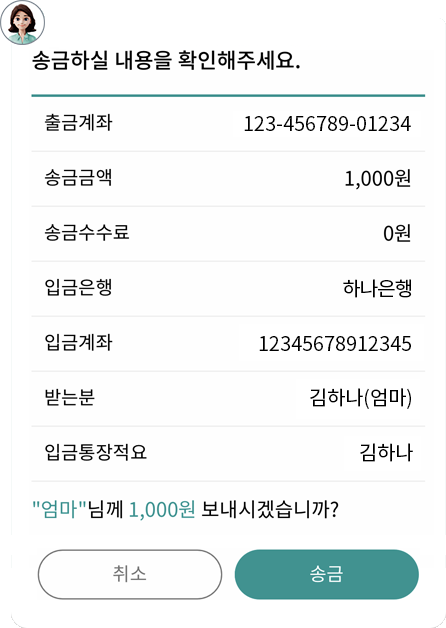 송금하실 내용을 확인해주세요.
출금계좌 123-456789-01234
송금금액 1,000원
송금수수료 0원
입금은행 하나은행
입금계좌 12345678912345
받는분 김하나(엄마)
입금통장적요 김하나
"엄마"님께 1,000원 보내시겠습니까?
취소 송금